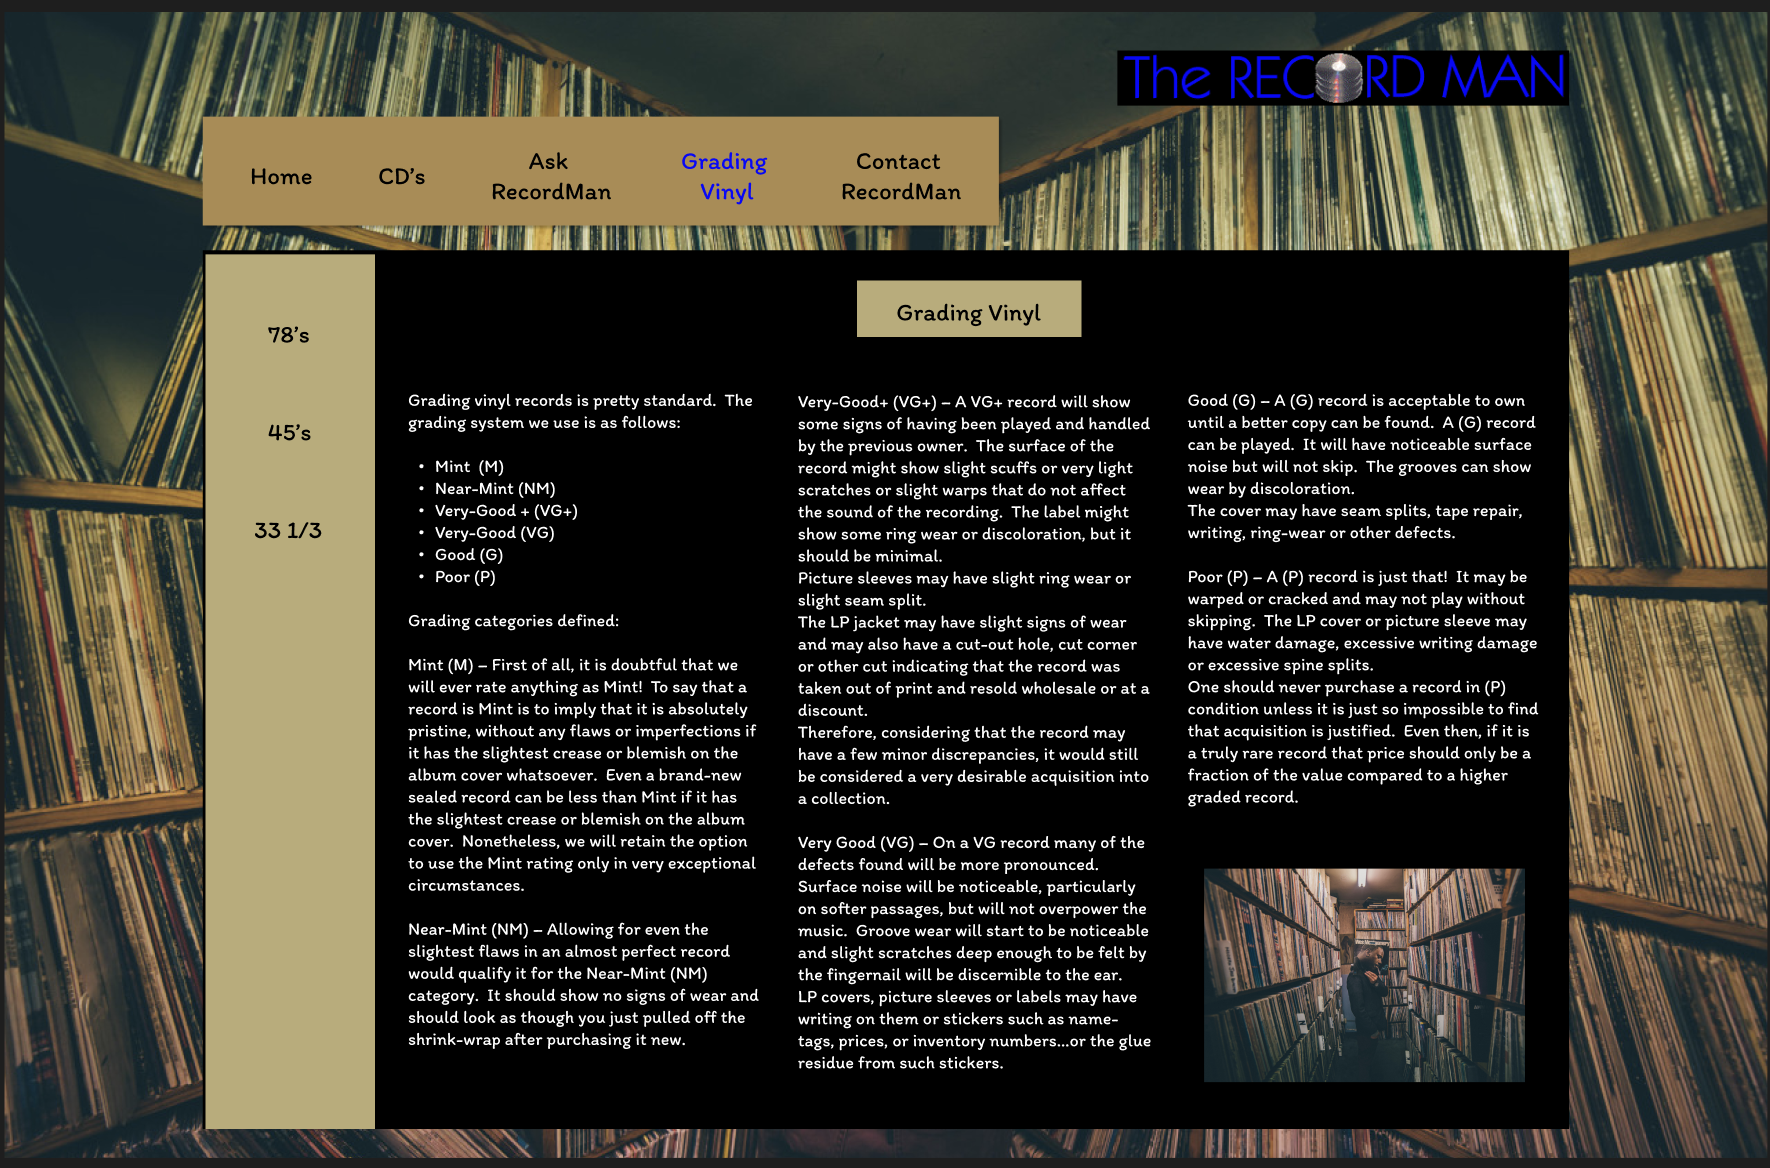 The RECORD MAN
Home
CD's
Ask
RecordMan
Grading
Vinyl
Contact
RecordMan
78's
45's
33 1/3
Grading Vinyl
Grading vinyl records is pretty standard.  The
grading system we use is as follows:
• Mint  (M)
• Near-Mint (NM)
• Very-Good + (VG+)
• Very-Good (VG)
• Good (G)
• Poor (P)
Grading categories defined:
Mint (M) – First of all, it is doubtful that we
will ever rate anything as Mint!  To say that a
record is Mint is to imply that it is absolutely
pristine, without any flaws or imperfections if
it has the slightest crease or blemish on the
album cover whatsoever.  Even a brand-new
sealed record can be less than Mint if it has
the slightest crease or blemish on the album
cover.  Nonetheless, we will retain the option
to use the Mint rating only in very exceptional
circumstances.
Near-Mint (NM) – Allowing for even the
slightest flaws in an almost perfect record
would qualify it for the Near-Mint (NM)
category.  It should show no signs of wear and
should look as though you just pulled off the
shrink-wrap after purchasing it new.
Very-Good+ (VG+) – A VG+ record will show
some signs of having been played and handled
by the previous owner.  The surface of the
record might show slight scuffs or very light
scratches or slight warps that do not affect
the sound of the recording.  The label might
show some ring wear or discoloration, but it
should be minimal.
Picture sleeves may have slight ring wear or
slight seam split.
The LP jacket may have slight signs of wear
and may also have a cut-out hole, cut corner
or other cut indicating that the record was
taken out of print and resold wholesale or at a
discount.
Therefore, considering that the record may
have a few minor discrepancies, it would still
be considered a very desirable acquisition into
a collection.
Very Good (VG) – On a VG record many of the
defects found will be more pronounced.
Surface noise will be noticeable, particularly
on softer passages, but will not overpower the
music.  Groove wear will start to be noticeable
and slight scratches deep enough to be felt by
the fingernail will be discernible to the ear.
LP covers, picture sleeves or labels may have
writing on them or stickers such as name-
tags, prices, or inventory numbers...or the glue
residue from such stickers.
Good (G) – A (G) record is acceptable to own
until a better copy can be found.  A (G) record
can be played.  It will have noticeable surface
noise but will not skip.  The grooves can show
wear by discoloration.
The cover may have seam splits, tape repair,
writing, ring-wear or other defects.
Poor (P) – A (P) record is just that!  It may be
warped or cracked and may not play without
skipping.  The LP cover or picture sleeve may
have water damage, excessive writing damage
or excessive spine splits.
One should never purchase a record in (P)
condition unless it is just so impossible to find
that acquisition is justified.  Even then, if it is
a truly rare record that price should only be a
fraction of the value compared to a higher
graded record.